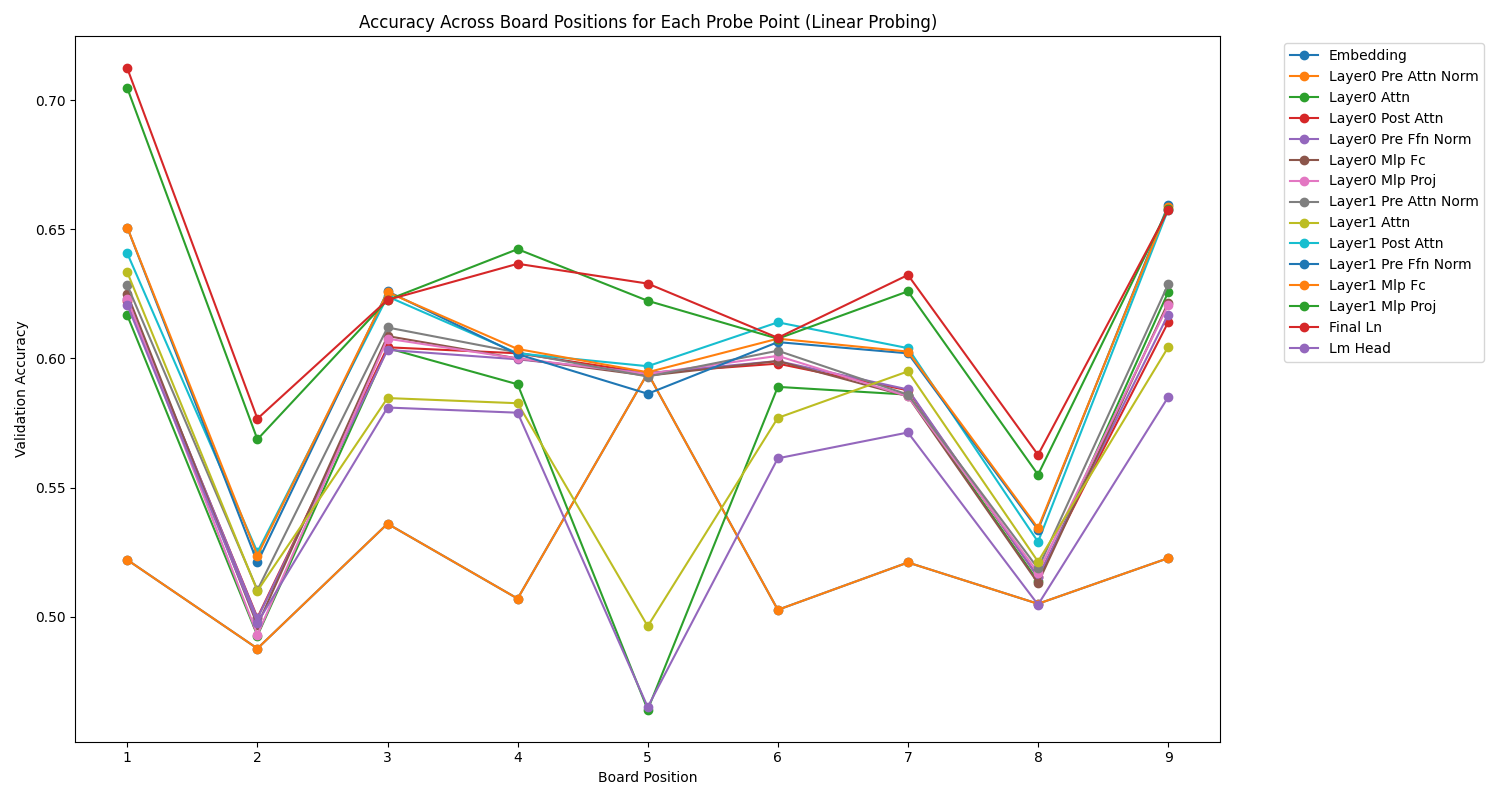 Accuracy Across Board Positions for Each Probe Point (Linear Probing)
Validation Accuracy
0.70
0.65
0.60
0.55
0.50
1 2 3 4 5 6 7 8 9
Board Position
Embedding
Layer0 Pre Attn Norm
Layer0 Attn
Layer0 Post Attn
Layer0 Pre Ffn Norm
Layer0 Mlp Fc
Layer0 Mlp Proj
Layer1 Pre Attn Norm
Layer1 Attn
Layer1 Post Attn
Layer1 Pre Ffn Norm
Layer1 Mlp Fc
Layer1 Mlp Proj
Final Ln
Lm Head